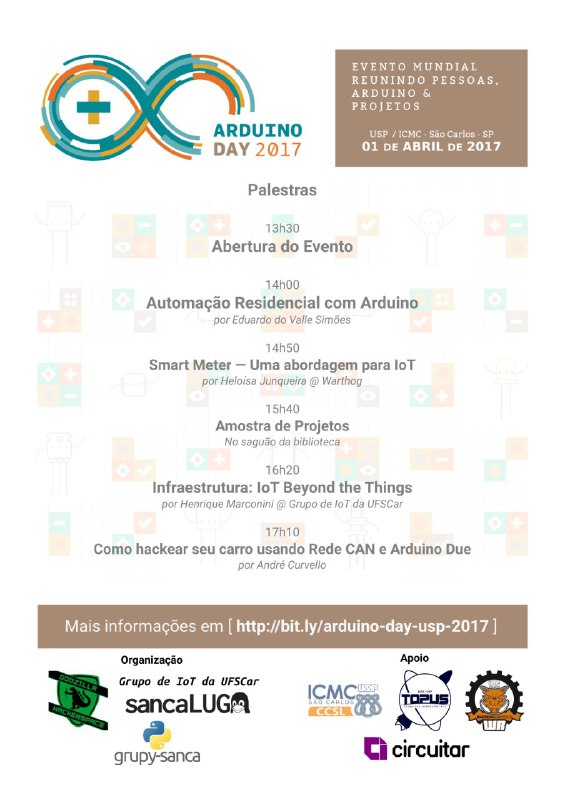 ARDUINO
DAY 2017
EVENTO MUNDIAL
REUNINDO PESSOAS,
ARDUINO &
PROJETOS
USP / ICMC - São Carlos - SP
01 DE ABRIL DE 2017
Palestras
13h30
Abertura do Evento
14h00
Automação Residencial com Arduino
por Eduardo do Valle Simões
14h50
Smart Meter — Uma abordagem para IoT
por Heloísa Junqueira @ Warthog
15h40
Amostra de Projetos
No saguão da biblioteca
16h20
Infraestrutura: IoT Beyond the Things
por Henrique Marconini @ Grupo de IoT da UFSCar
17h10
Como hackear seu carro usando Rede CAN e Arduino Due
por André Curvello
Mais informações em [ http://bit.ly/arduino-day-usp-2017 ]
Organização
GODZILLA
HACKERSPACE
Grupo de IoT da UFSCar
sancaLUG
grupy-sanca
Apoio
ICMC USP
SÃO CARLOS
CCSL
TOPUS
WR
circuitar